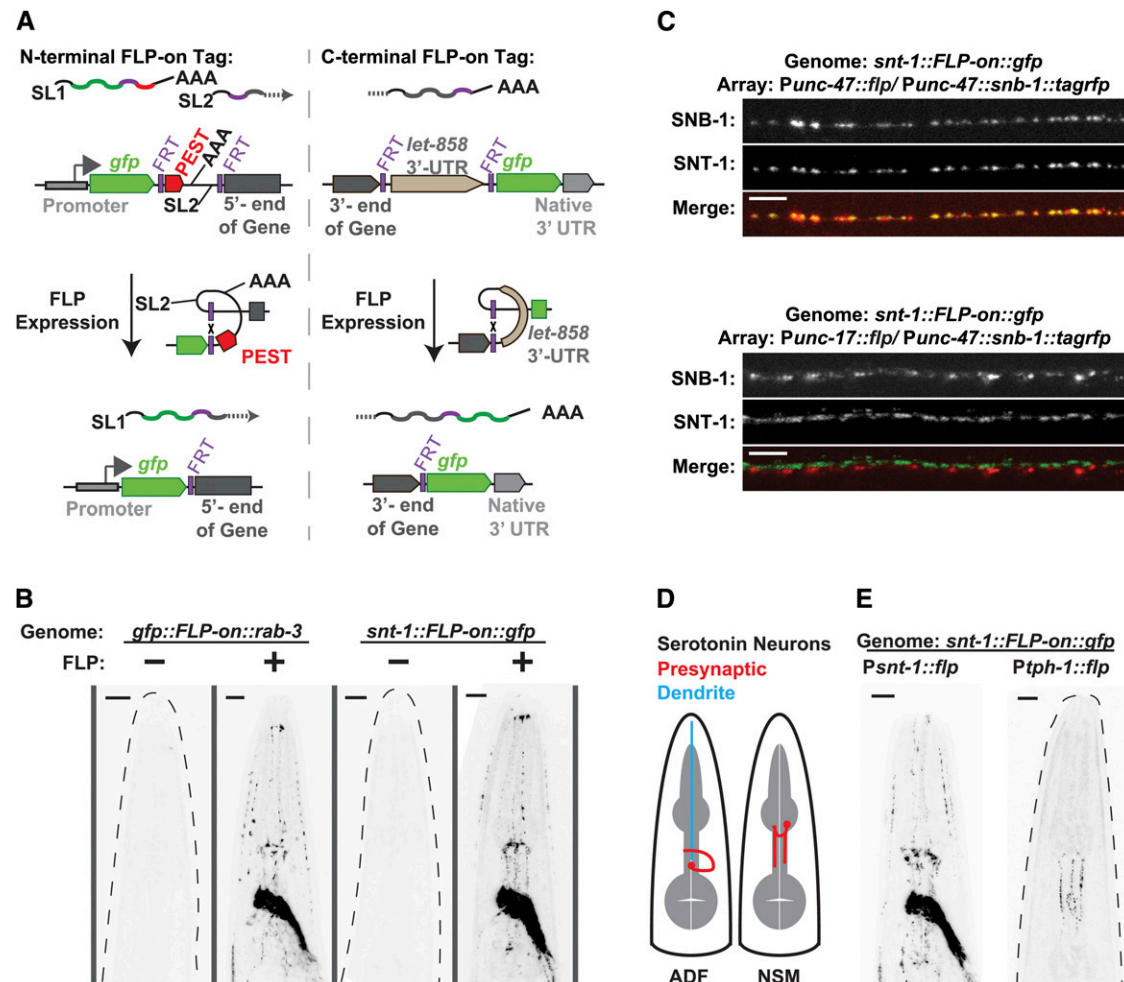 A
N-terminal FLP-on Tag:
C-terminal FLP-on Tag:
SL1
AAA
SL2
AAA
gfp
FRT
PEST
AAA
FRT
SL2
Promoter
5'- end
of Gene
FRT
let-858
3'-UTR
FRT
gfp
3'- end
of Gene
Native
3' UTR
FLP
Expression
SL2
AAA
PEST
FLP
Expression
let-858
3'-UTR
SL1
AAA
gfp
FRT
Promoter
5'- end
of Gene
FRT
gfp
3'- end
of Gene
Native
3' UTR
B
Genome: gfp::FLP-on::rab-3 snt-1::FLP-on::gfp
FLP: − + − +
C
Genome: snt-1::FLP-on::gfp
Array: Punc-47::flp/ Punc-47::snb-1::tagrfp
SNB-1:
SNT-1:
Merge:
Genome: snt-1::FLP-on::gfp
Array: Punc-17::flp/ Punc-47::snb-1::tagrfp
SNB-1:
SNT-1:
Merge:
D
Serotonin Neurons
Presynaptic
Dendrite
ADF NSM
E
Genome: snt-1::FLP-on::gfp
Psnt-1::flp Ptph-1::flp